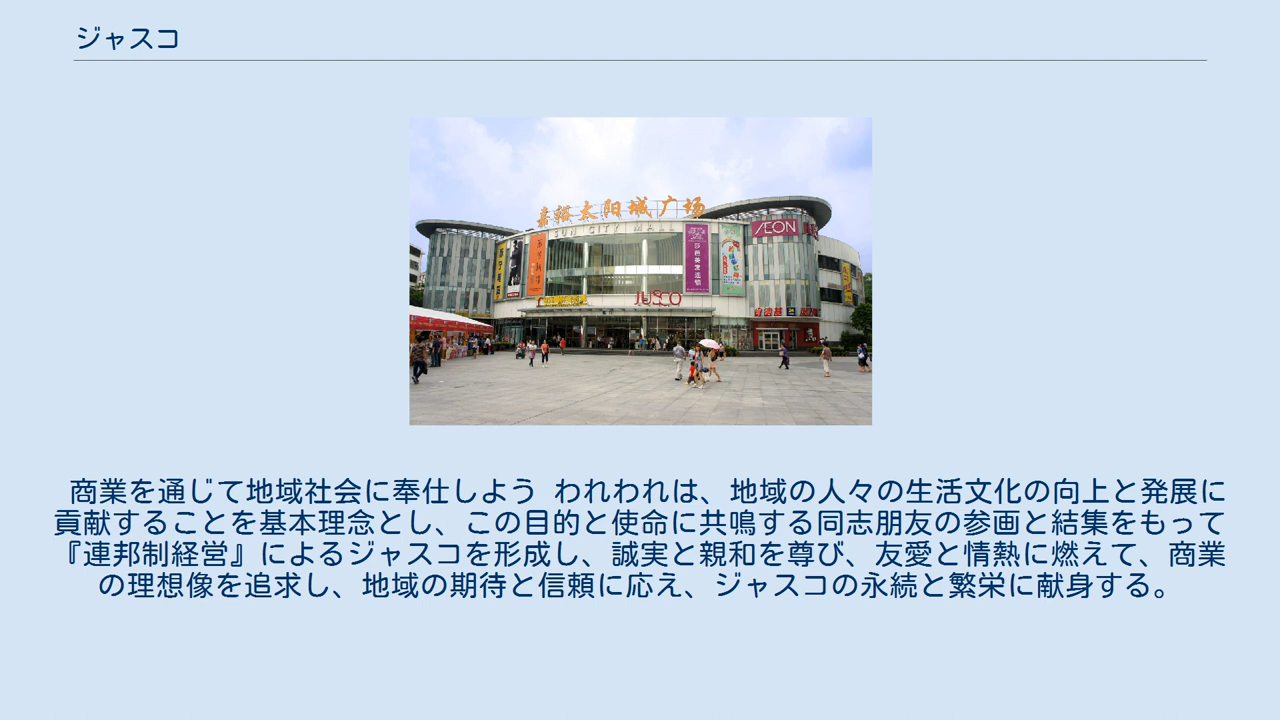 ジャスコ
嘉裕太阳城广场
SUN CITY MALL
AEON
JUSCO
商業を通じて地域社会に奉仕しよう われわれは、地域の人々の生活文化の向上と発展に
貢献することを基本理念とし、この目的と使命に共鳴する同志朋友の参画と結集をもって
『連邦制経営』によるジャスコを形成し、誠実と親和を尊び、友愛と情熱に燃えて、商業
の理想像を追求し、地域の期待と信頼に応え、ジャスコの永続と繁栄に献身する。